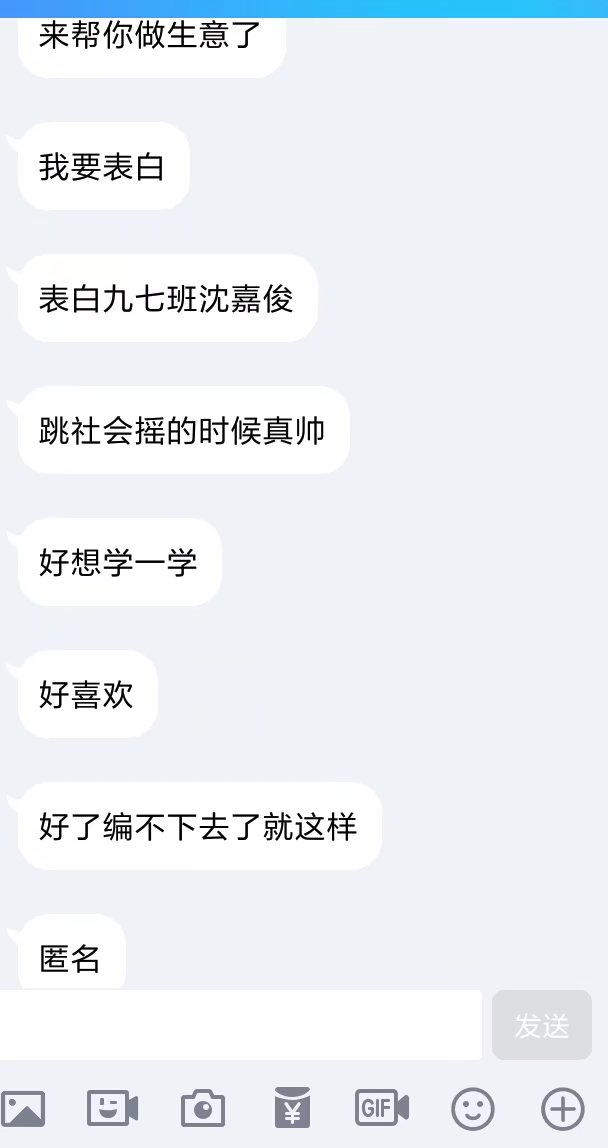 来帮你做生意了
我要表白
表白九七班沈嘉俊
跳社会摇的时候真帅
好想学一学
好喜欢
好了编不下去了就这样
匿名
发送
GIF